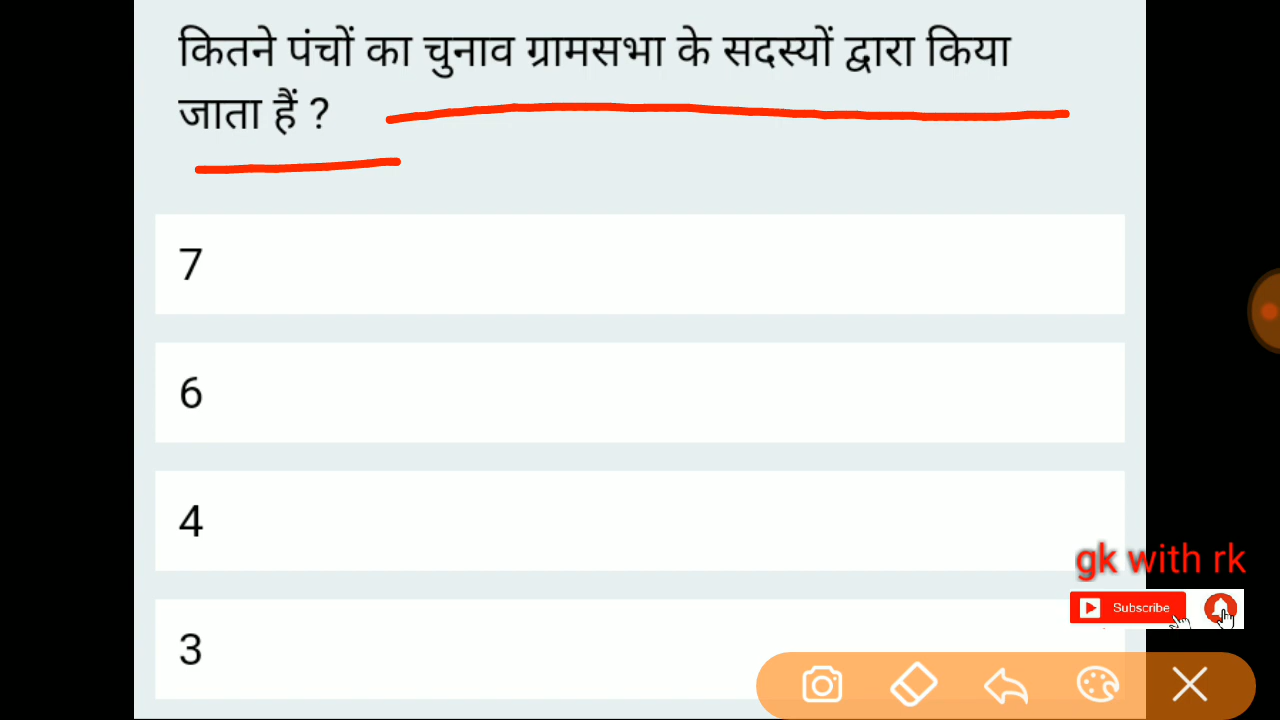 कितने पंचों का चुनाव ग्रामसभा के सदस्यों द्वारा किया
जाता हैं ?
7
6
4
3
gk with rk
Subscribe